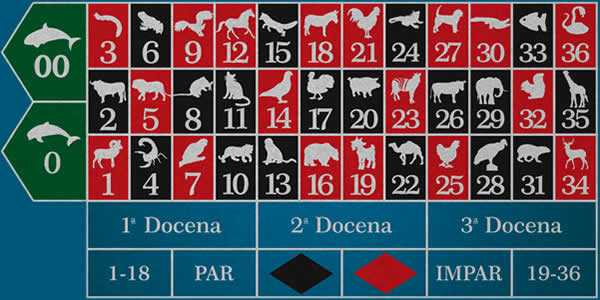 00
3 6 9 12 15 18 21 24 27 30 33 36
2 5 8 11 14 17 20 23 26 29 32 35
0
1 4 7 10 13 16 19 22 25 28 31 34
1ª Docena 2ª Docena 3ª Docena
1-18 PAR IMPAR 19-36